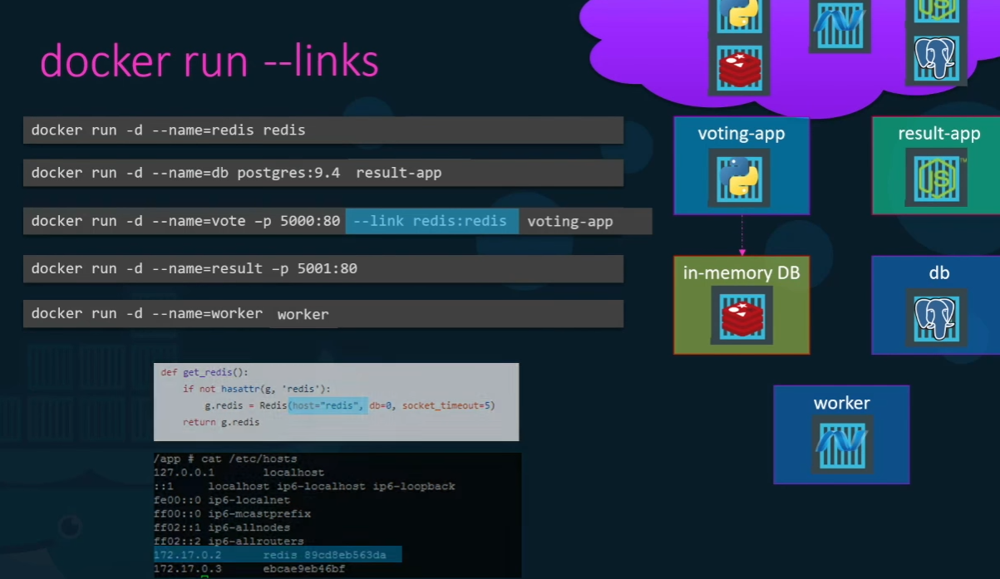 docker run --links
docker run -d --name=redis redis
docker run -d --name=db postgres:9.4 result-app
docker run -d --name=vote –p 5000:80 --link redis:redis voting-app
docker run -d --name=result –p 5001:80
docker run -d --name=worker worker
voting-app
result-app
in-memory DB
db
worker
JS
JS
def get_redis():
if not hasattr(g, 'redis'):
g.redis = Redis(host="redis", db=0, socket_timeout=5)
return g.redis
/app # cat /etc/hosts
127.0.0.1 localhost
::1 localhost ip6-localhost ip6-loopback
fe00::0 ip6-localnet
ff00::0 ip6-mcastprefix
ff02::1 ip6-allnodes
ff02::2 ip6-allrouters
172.17.0.2 redis 89cd8eb563da
172.17.0.3 ebcae9eb46bf